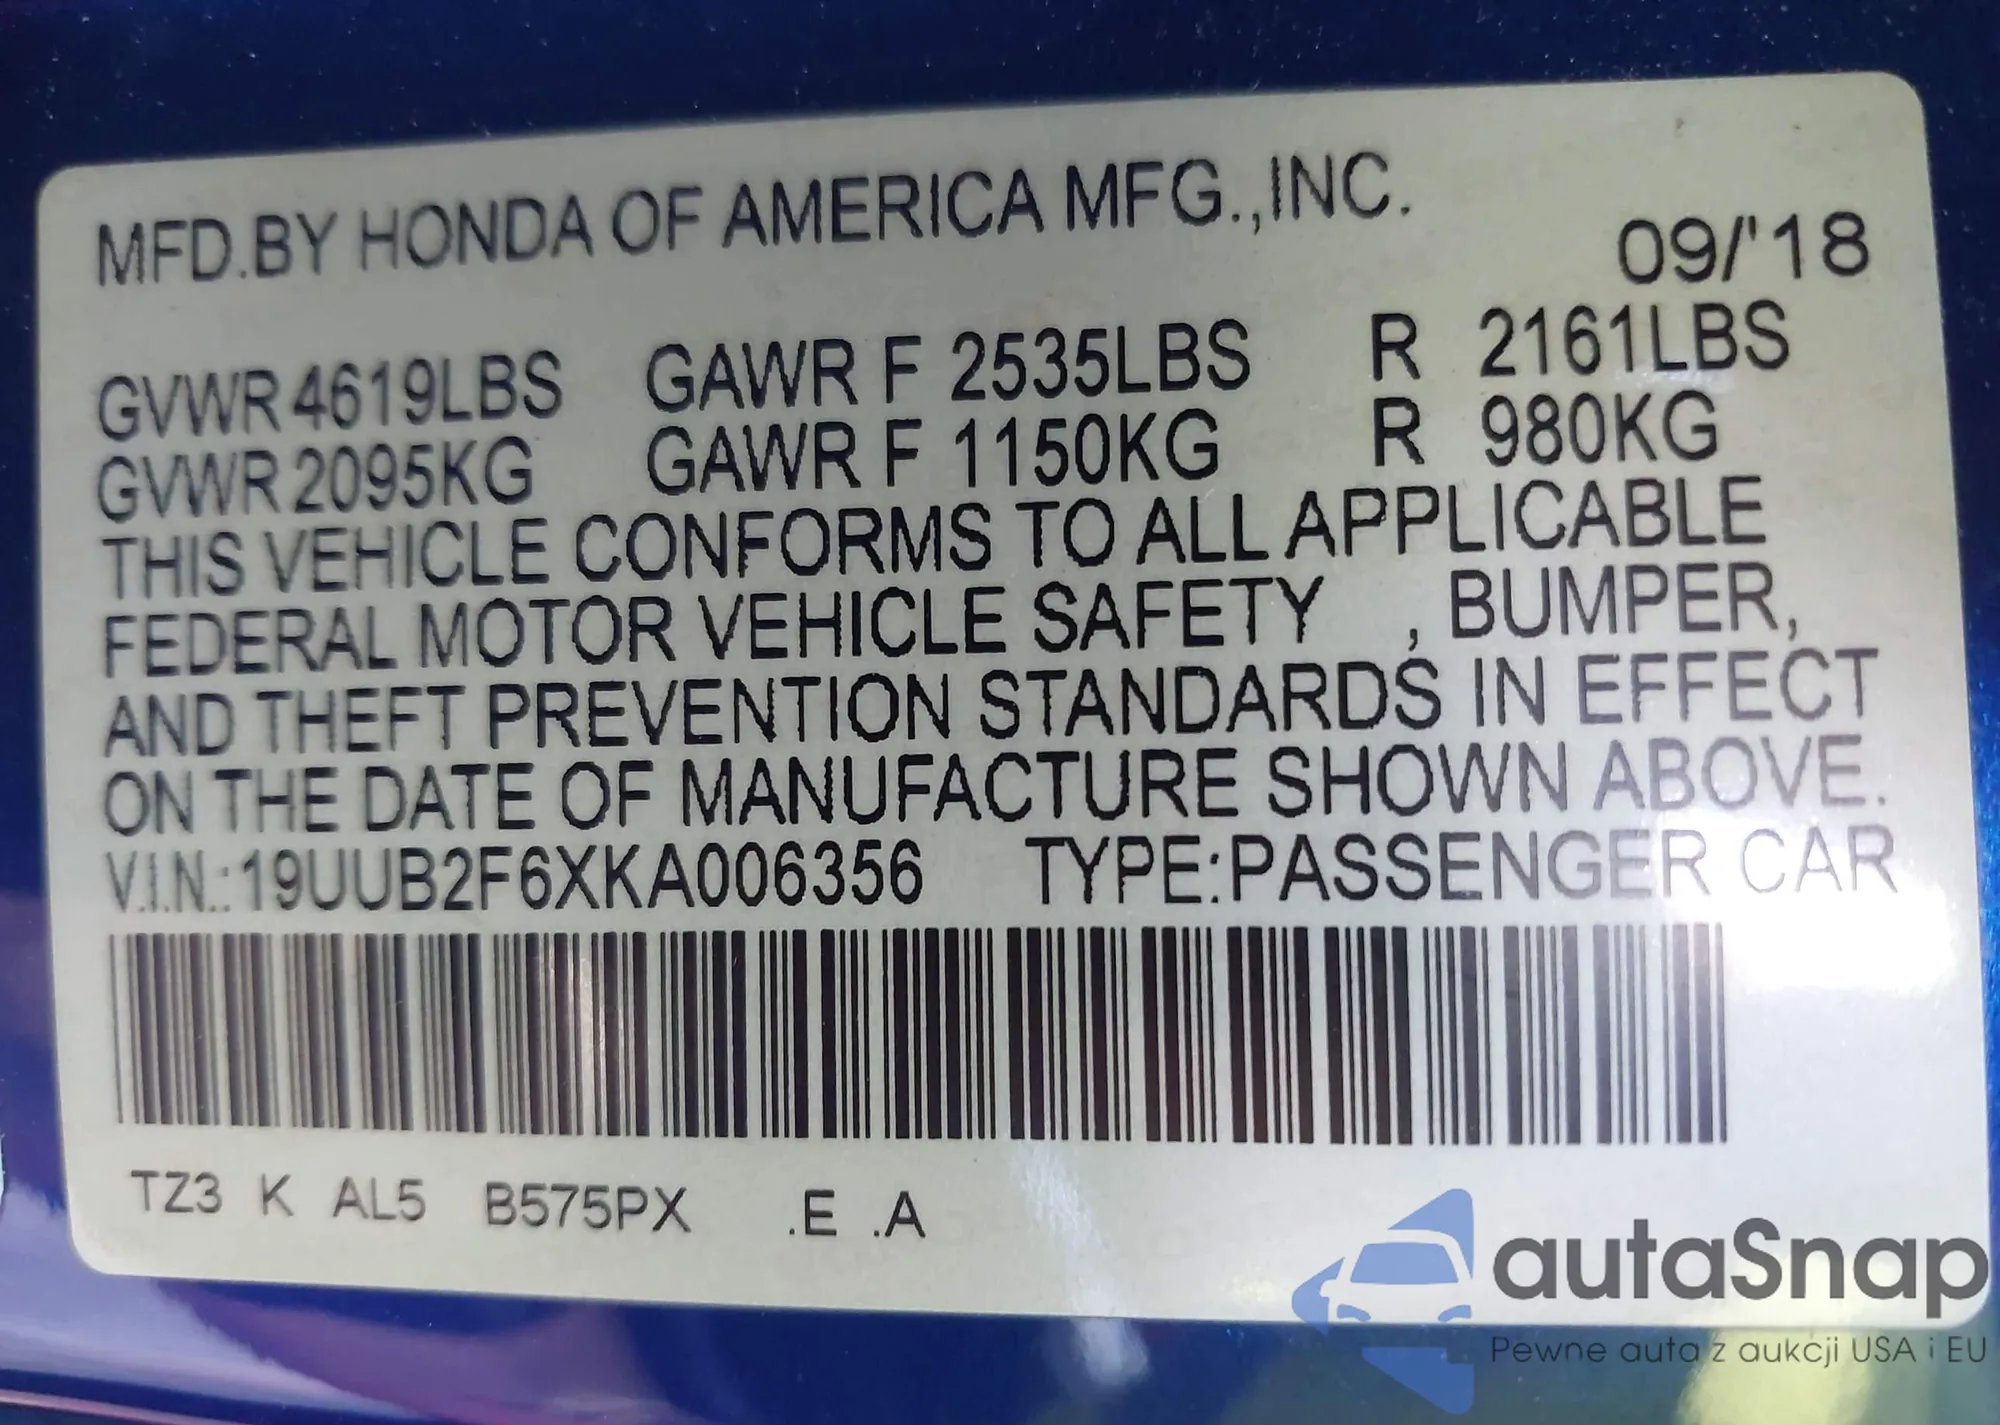 MFD.BY HONDA OF AMERICA MFG.,INC.
09/'18
GVWR 4619LBS GAWR F 2535LBS R 2161LBS
GVWR 2095KG GAWR F 1150KG R 980KG
THIS VEHICLE CONFORMS TO ALL APPLICABLE
FEDERAL MOTOR VEHICLE SAFETY , BUMPER,
AND THEFT PREVENTION STANDARDS IN EFFECT
ON THE DATE OF MANUFACTURE SHOWN ABOVE.
V.I.N.:19UUB2F6XKA006356 TYPE:PASSENGER CAR
TZ3 K AL5 B575PX .E .A
autaSnap
Pewne auta z aukcji USA i EU